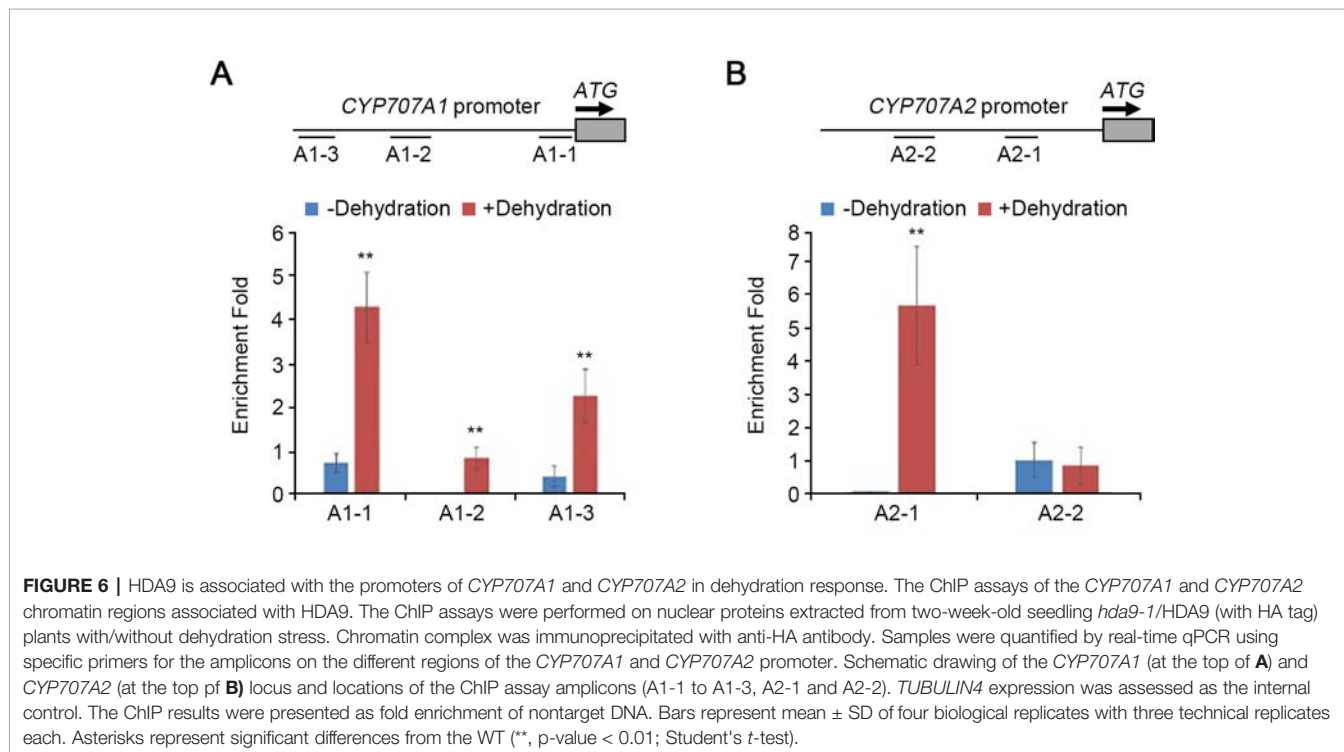 A
CYP707A1 promoter
ATG
A1-3 A1-2 A1-1
-Dehydration +Dehydration
Enrichment Fold
6
5
4
3
2
1
0
**
**
**
A1-1 A1-2 A1-3
B
CYP707A2 promoter
ATG
A2-2 A2-1
-Dehydration +Dehydration
Enrichment Fold
8
7
6
5
4
3
2
1
0
**
A2-1 A2-2
FIGURE 6 | HDA9 is associated with the promoters of CYP707A1 and CYP707A2 in dehydration response. The ChIP assays of the CYP707A1 and CYP707A2
chromatin regions associated with HDA9. The ChIP assays were performed on nuclear proteins extracted from two-week-old seedling hda9-1/HDA9 (with HA tag)
plants with/without dehydration stress. Chromatin complex was immunoprecipitated with anti-HA antibody. Samples were quantified by real-time qPCR using
specific primers for the amplicons on the different regions of the CYP707A1 and CYP707A2 promoter. Schematic drawing of the CYP707A1 (at the top of A) and
CYP707A2 (at the top pf B) locus and locations of the ChIP assay amplicons (A1-1 to A1-3, A2-1 and A2-2). TUBULIN4 expression was assessed as the internal
control. The ChIP results were presented as fold enrichment of nontarget DNA. Bars represent mean ± SD of four biological replicates with three technical replicates
each. Asterisks represent significant differences from the WT (**, p-value < 0.01; Student's t-test).